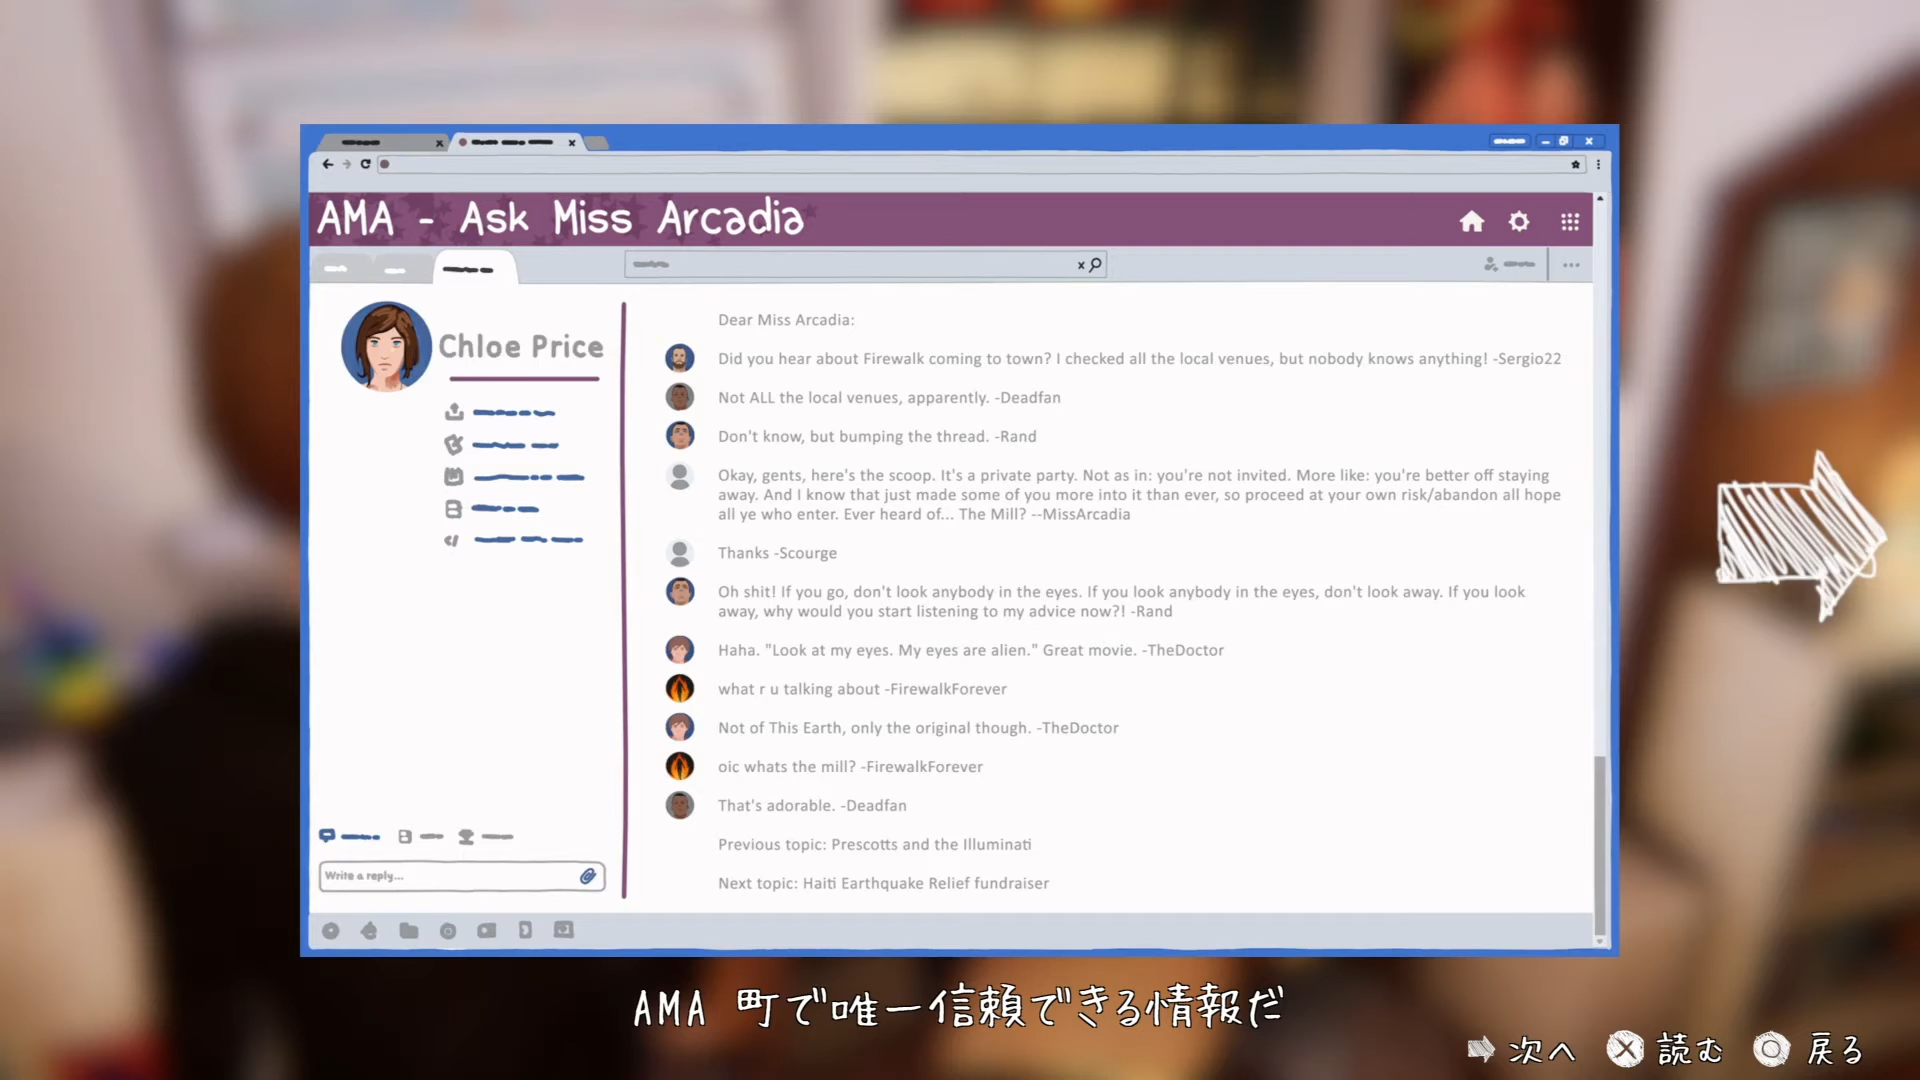 AMA - Ask Miss Arcadia
Chloe Price
Dear Miss Arcadia:
Did you hear about Firewalk coming to town? I checked all the local venues, but nobody knows anything! -Sergio22
Not ALL the local venues, apparently. -Deadfan
Don't know, but bumping the thread. -Rand
Okay, gents, here's the scoop. It's a private party. Not as in: you're not invited. More like: you're better off staying
away. And I know that just made some of you more into it than ever, so proceed at your own risk/abandon all hope
all ye who enter. Ever heard of... The Mill? --MissArcadia
Thanks -Scourge
Oh shit! If you go, don't look anybody in the eyes. If you look anybody in the eyes, don't look away. If you look
away, why would you start listening to my advice now?! -Rand
Haha. "Look at my eyes. My eyes are alien." Great movie. -TheDoctor
what r u talking about -FirewalkForever
Not of This Earth, only the original though. -TheDoctor
oic whats the mill? -FirewalkForever
That's adorable. -Deadfan
Previous topic: Prescotts and the Illuminati
Next topic: Haiti Earthquake Relief fundraiser
Write a reply...
AMA 町で唯一信頼できる情報だ
次へ 読む 戻る